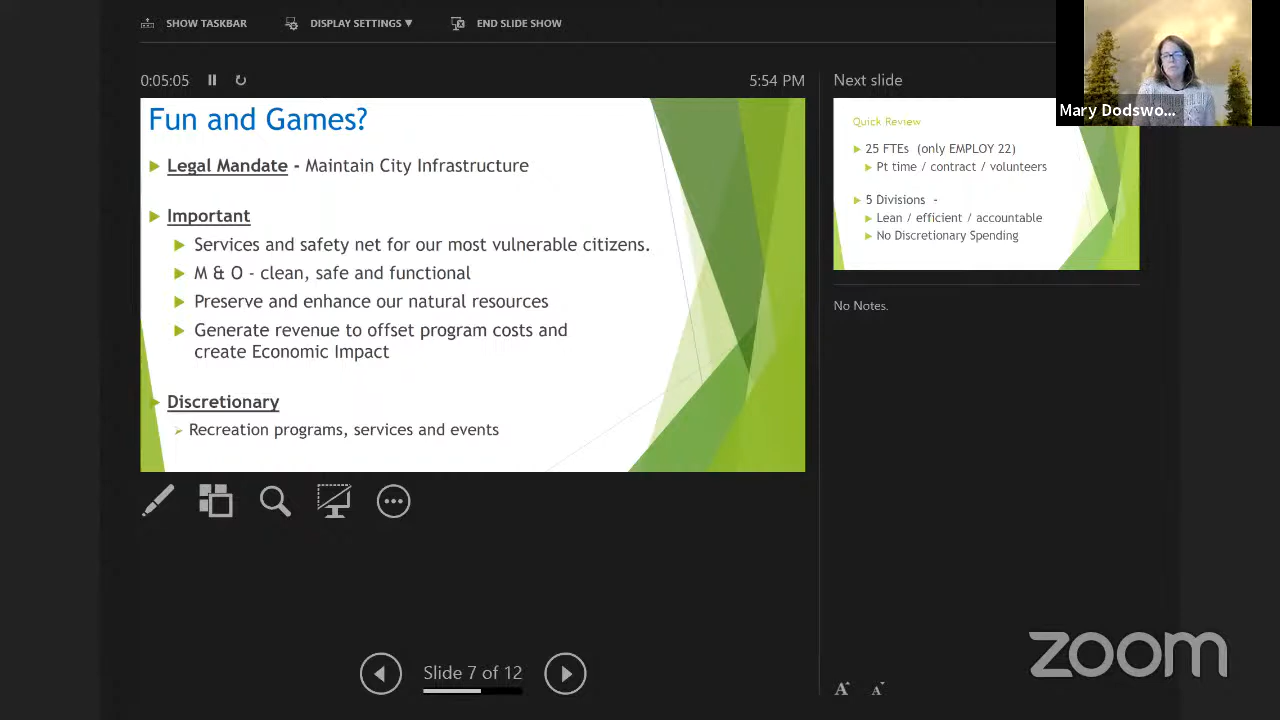 SHOW TASKBAR
DISPLAY SETTINGS ▼
END SLIDE SHOW
0:05:05
5:54 PM
Fun and Games?
Legal Mandate - Maintain City Infrastructure
Important
Services and safety net for our most vulnerable citizens.
M & O - clean, safe and functional
Preserve and enhance our natural resources
Generate revenue to offset program costs and
create Economic Impact
Discretionary
Recreation programs, services and events
Slide 7 of 12
Next slide
Quick Review
25 FTEs (only EMPLOY 22)
Pt time / contract / volunteers
5 Divisions -
Lean / efficient / accountable
No Discretionary Spending
No Notes.
A A
Mary Dodswo...
zoom